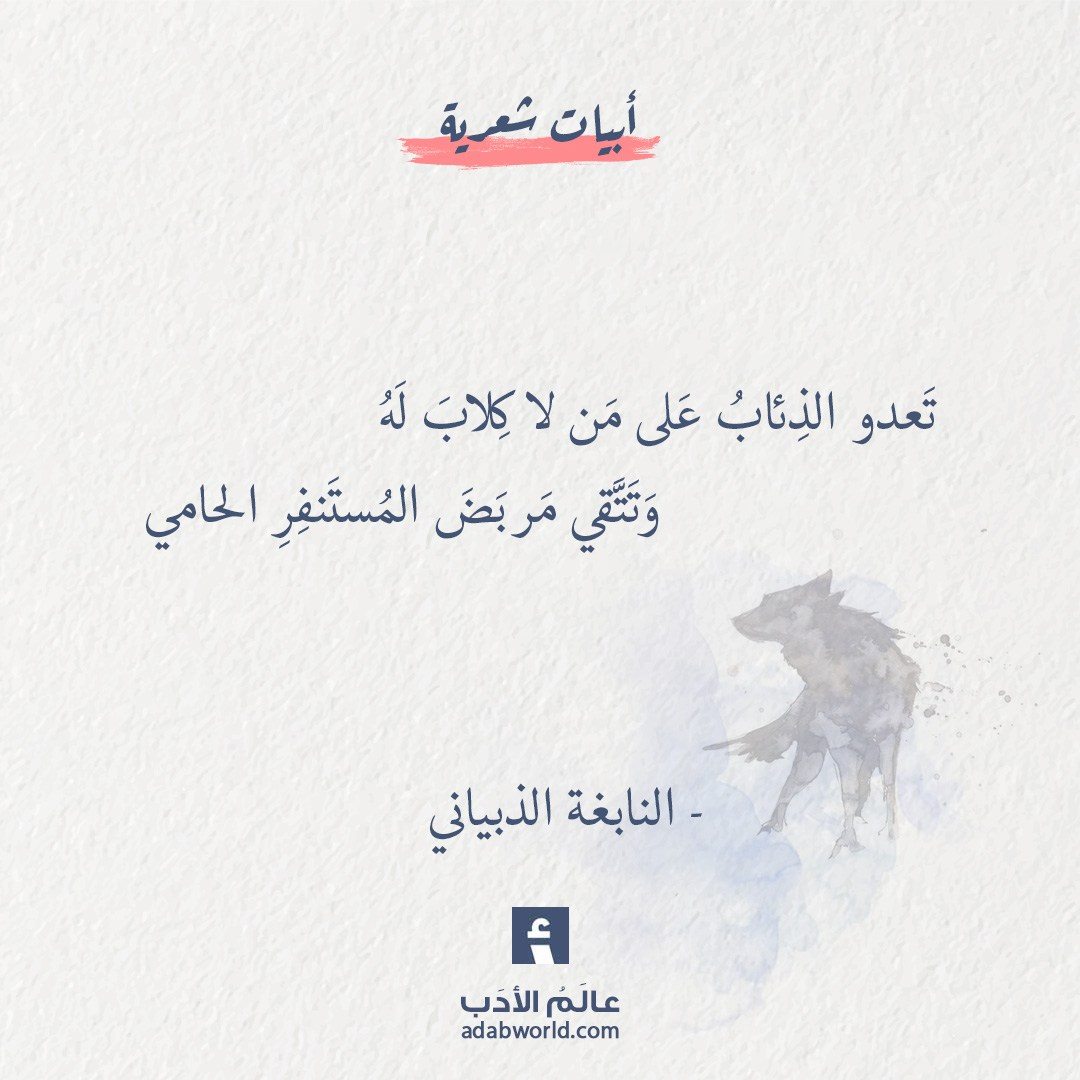 أبيات شعرية
تَعدو الذِئابُ عَلى مَن لا كِلابَ لَهُ
وَتَتَّقي مَربَضَ المُستَنفِرِ الحامي
- النابغة الذبياني
أ
عالَمُ الأدَب
adabworld.com